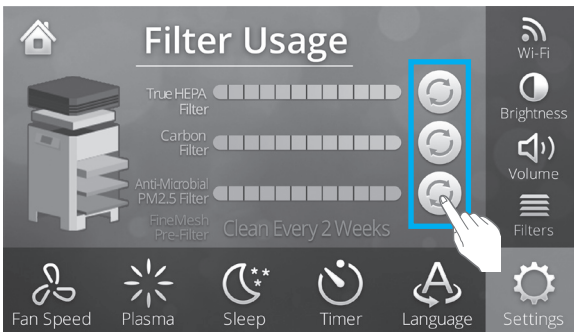 Filter Usage
Wi-Fi
True HEPA
Filter
Brightness
Carbon
Filter
Volume
Anti-Microbial
PM2.5 Filter
FineMesh
Pre-Filter
Clean Every 2 Weeks
Filters
Fan Speed
Plasma
Sleep
Timer
Language
Settings